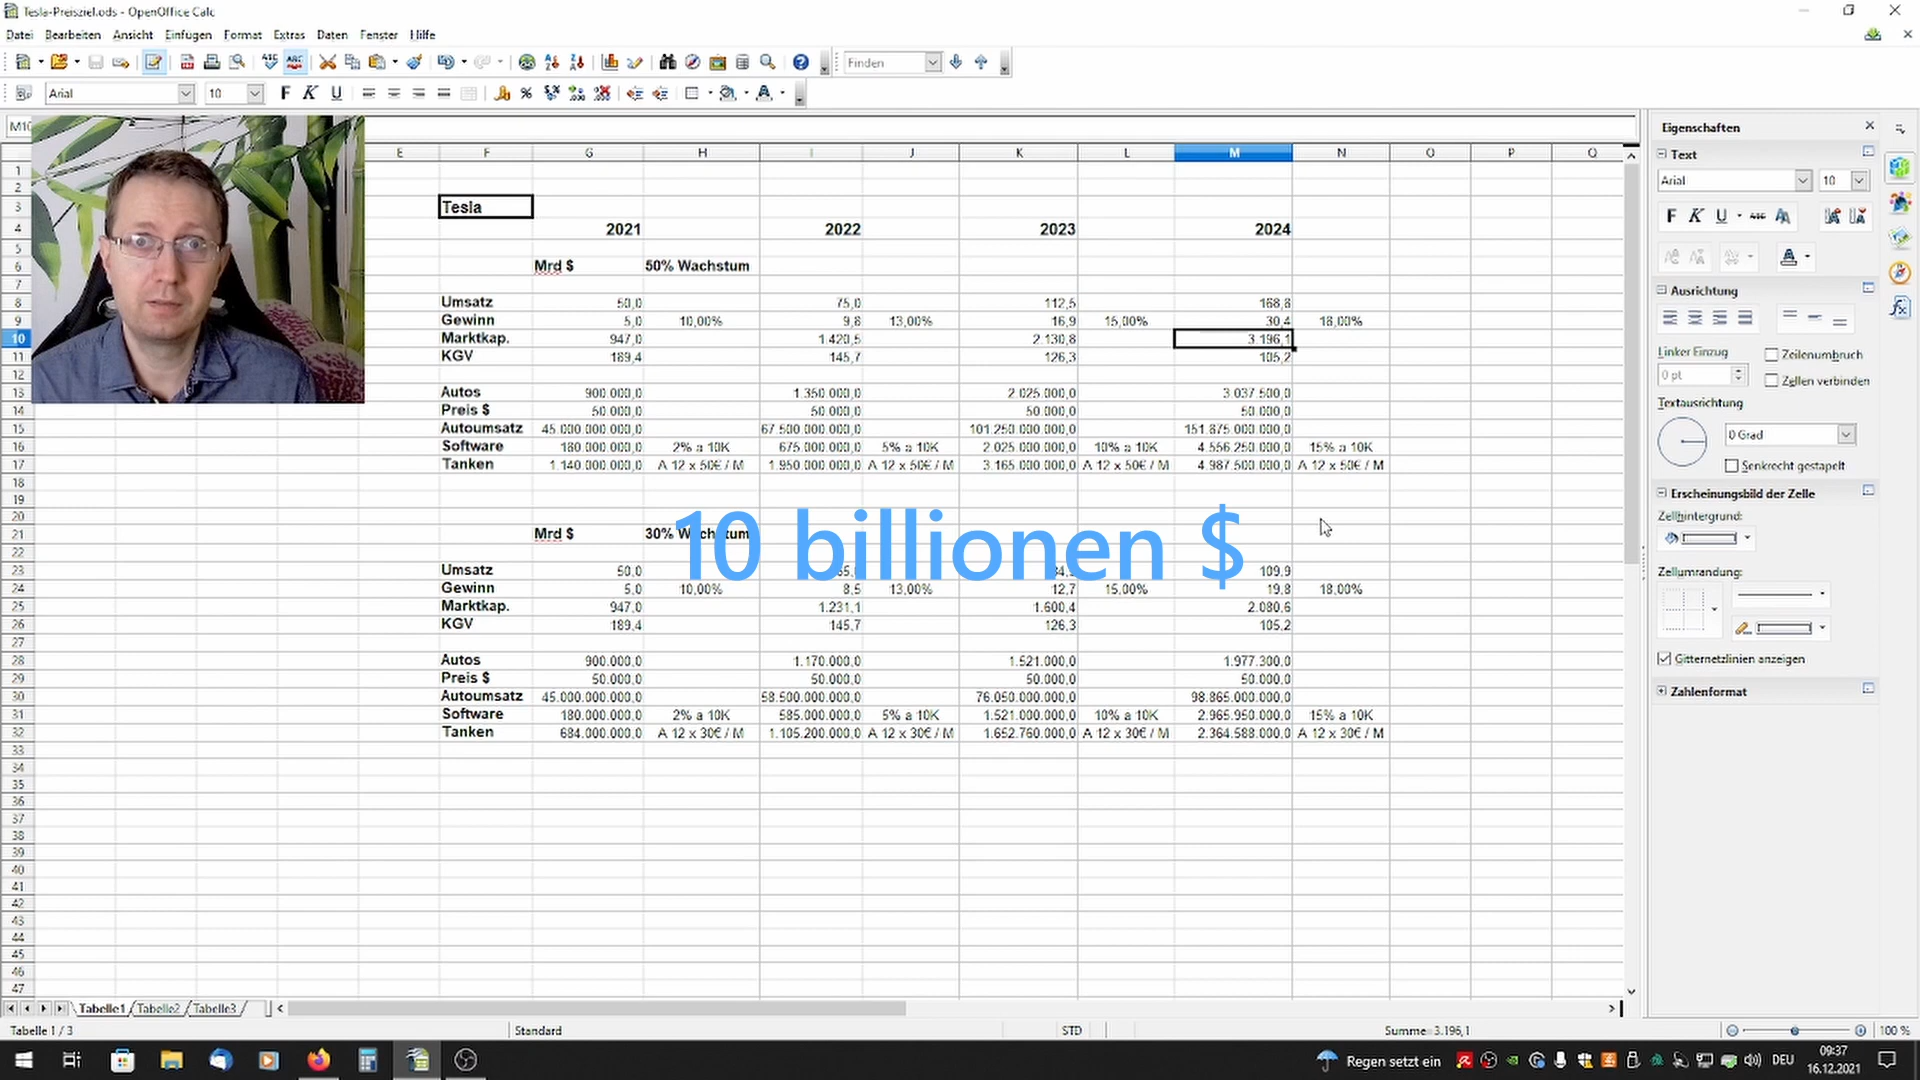 Tesla-Preisziel.ods - OpenOffice Calc
Datei Bearbeiten Ansicht Einfügen Format Extras Daten Fenster Hilfe
Finden
Arial 10 F K U
E F G H I J K L M N O P Q
Tesla
2021 2022 2023 2024
Mrd $ 50% Wachstum
Umsatz 50,0 75,0 112,5 168,8
Gewinn 5,0 10,00% 9,8 13,00% 16,9 15,00% 30,4 18,00%
Marktkap. 947,0 1.420,5 2.130,8 3.196,1
KGV 189,4 145,7 126,3 105,2
Autos 900.000,0 1.350.000,0 2.025.000,0 3.037.500,0
Preis $ 50.000,0 50.000,0 50.000,0 50.000,0
Autoumsatz 45.000.000.000,0 67.500.000.000,0 101.250.000.000,0 151.875.000.000,0
Software 180.000.000,0 2% a 10K 675.000.000,0 5% a 10K 2.025.000.000,0 10% a 10K 4.556.250.000,0 15% a 10K
Tanken 1.140.000.000,0 A 12 x 50€ / M 1.950.000.000,0 A 12 x 50€ / M 3.165.000.000,0 A 12 x 50€ / M 4.987.500.000,0 A 12 x 50€ / M
10 billionen $
Mrd $ 30% Wachstum
Umsatz 50,0 109,9
Gewinn 5,0 10,00% 8,5 13,00% 12,7 15,00% 19,8 18,00%
Marktkap. 947,0 1.231,1 1.600,4 2.080,6
KGV 189,4 145,7 126,3 105,2
Autos 900.000,0 1.170.000,0 1.521.000,0 1.977.300,0
Preis $ 50.000,0 50.000,0 50.000,0 50.000,0
Autoumsatz 45.000.000.000,0 58.500.000.000,0 76.050.000.000,0 98.865.000.000,0
Software 180.000.000,0 2% a 10K 585.000.000,0 5% a 10K 1.521.000.000,0 10% a 10K 2.965.950.000,0 15% a 10K
Tanken 684.000.000,0 A 12 x 30€ / M 1.105.200.000,0 A 12 x 30€ / M 1.652.760.000,0 A 12 x 30€ / M 2.364.588.000,0 A 12 x 30€ / M
Eigenschaften
Text
Arial 10
F K U
Ausrichtung
Linker Einzug
0 pt
Zeilenumbruch
Zellen verbinden
Textausrichtung
0 Grad
Senkrecht gestapelt
Erscheinungsbild der Zelle
Zellhintergrund:
Zellumrandung:
Gitternetzlinien anzeigen
Zahlenformat
Tabelle1 Tabelle2 Tabelle3
Tabelle 1 / 3 Standard STD Summe=3.196,1 100 %
Regen setzt ein DEU 09:37
16.12.2021